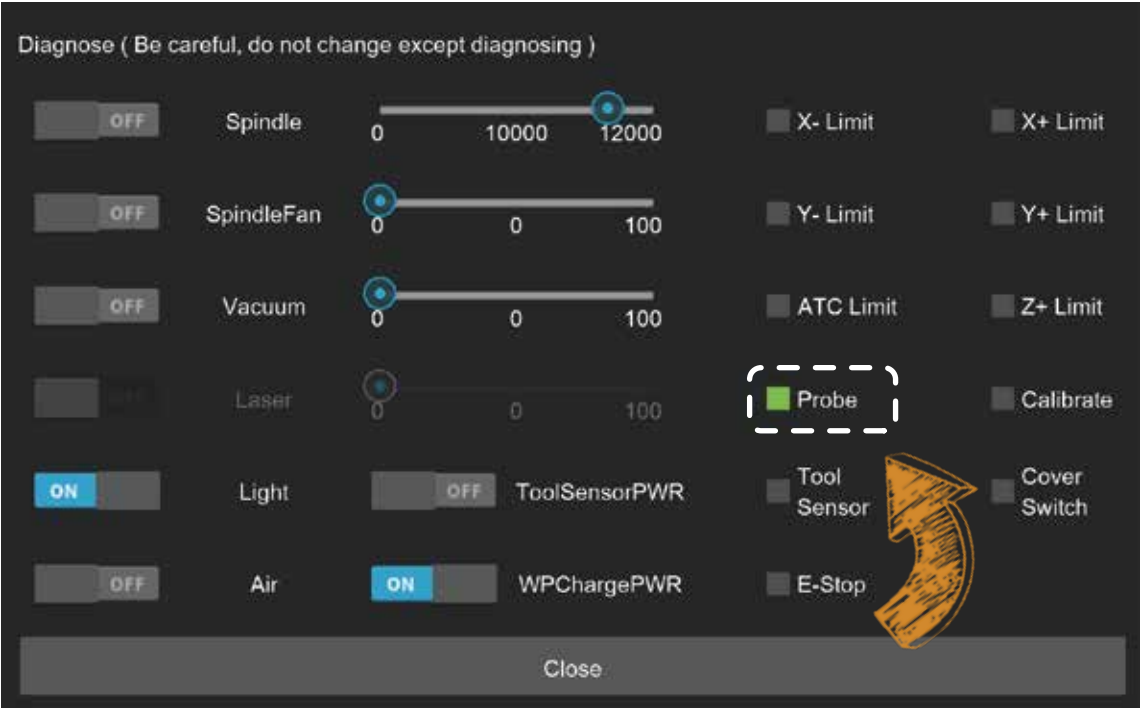 Diagnose ( Be careful, do not change except diagnosing )
OFF Spindle 0 10000 12000 X- Limit X+ Limit
OFF SpindleFan 0 0 100 Y- Limit Y+ Limit
OFF Vacuum 0 0 100 ATC Limit Z+ Limit
OFF Laser 0 0 100 Probe Calibrate
ON Light OFF ToolSensorPWR Tool Sensor Cover Switch
OFF Air ON WPChargePWR E-Stop
Close